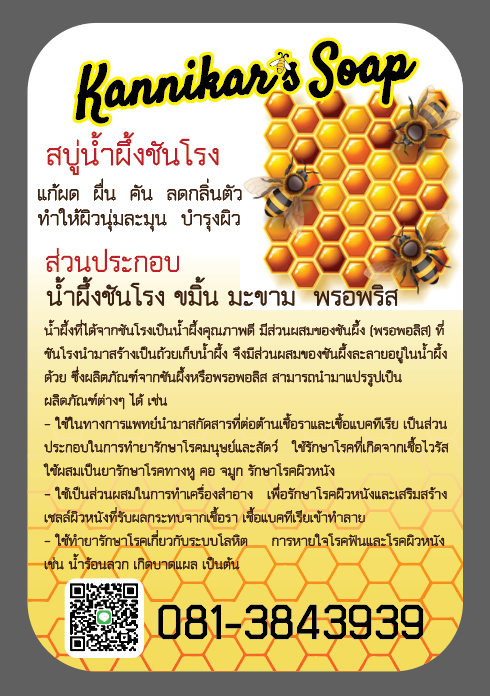 Kannikar's Soap
สบู่น้ำผึ้งชันโรง
แก้ผด ผื่น คัน ลดกลิ่นตัว
ทำให้ผิวนุ่มละมุน บำรุงผิว
ส่วนประกอบ
น้ำผึ้งชันโรง ขมิ้น มะขาม พรอพริส
น้ำผึ้งที่ได้จากชันโรงเป็นน้ำผึ้งคุณภาพดี มีส่วนผสมของชันผึ้ง (พรอพอลิส) ที่
ชันโรงนำมาสร้างเป็นถ้วยเก็บน้ำผึ้ง จึงมีส่วนผสมของชันผึ้งละลายอยู่ในน้ำผึ้ง
ด้วย ซึ่งผลิตภัณฑ์จากชันผึ้งหรือพรอพอลิส สามารถนำมาแปรรูปเป็น
ผลิตภัณฑ์ต่างๆ ได้ เช่น
- ใช้ในทางการแพทย์นำมาสกัดสารที่ต่อต้านเชื้อราและเชื้อแบคทีเรีย เป็นส่วน
ประกอบในการทำยารักษาโรคมนุษย์และสัตว์ ใช้รักษาโรคที่เกิดจากเชื้อไวรัส
ใช้ผสมเป็นยารักษาโรคทางหู คอ จมูก รักษาโรคผิวหนัง
- ใช้เป็นส่วนผสมในการทำเครื่องสำอาง เพื่อรักษาโรคผิวหนังและเสริมสร้าง
เซลล์ผิวหนังที่รับผลกระทบจากเชื้อรา เชื้อแบคทีเรียเข้าทำลาย
- ใช้ทำยารักษาโรคเกี่ยวกับระบบโลหิต การหายใจโรคฟันและโรคผิวหนัง
เช่น น้ำร้อนลวก เกิดบาดแผล เป็นต้น
081-3843939